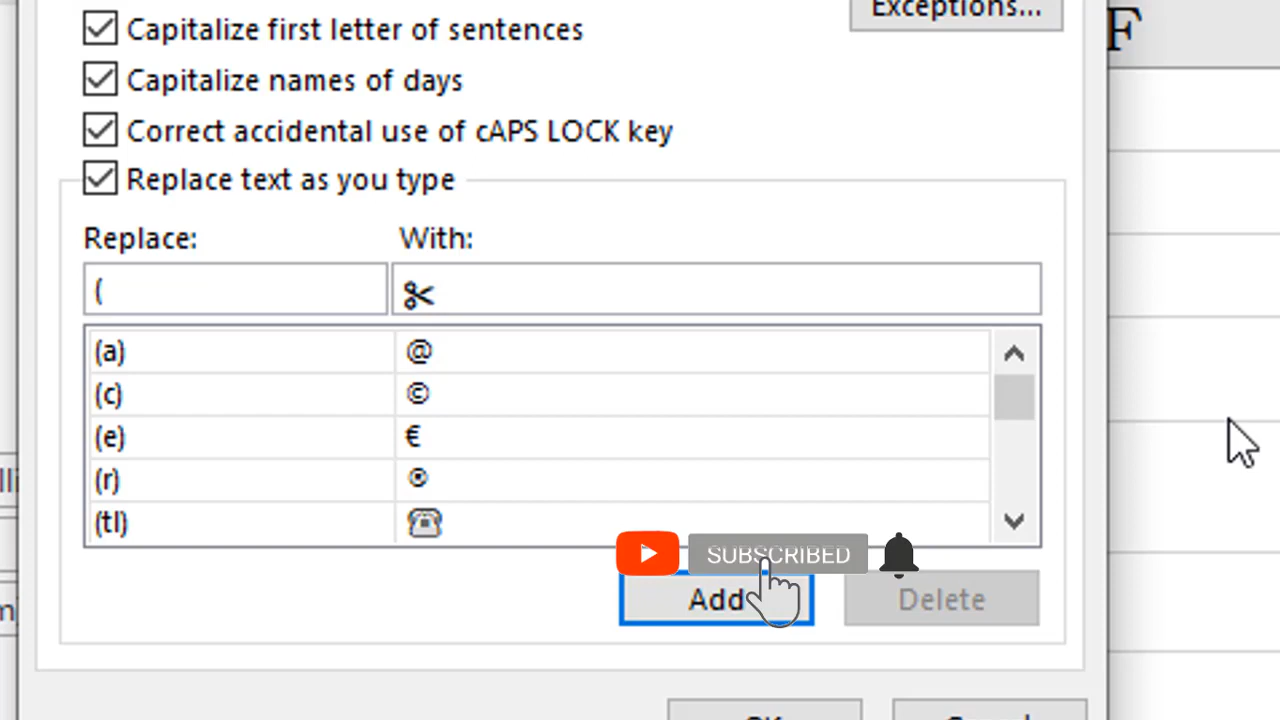 Exceptions...
F
Capitalize first letter of sentences
Capitalize names of days
Correct accidental use of cAPS LOCK key
Replace text as you type
Replace: With:
(
(a) @
(c) ©
(e) €
(r) ®
(tl) ☏
SUBSCRIBED
Add
Delete